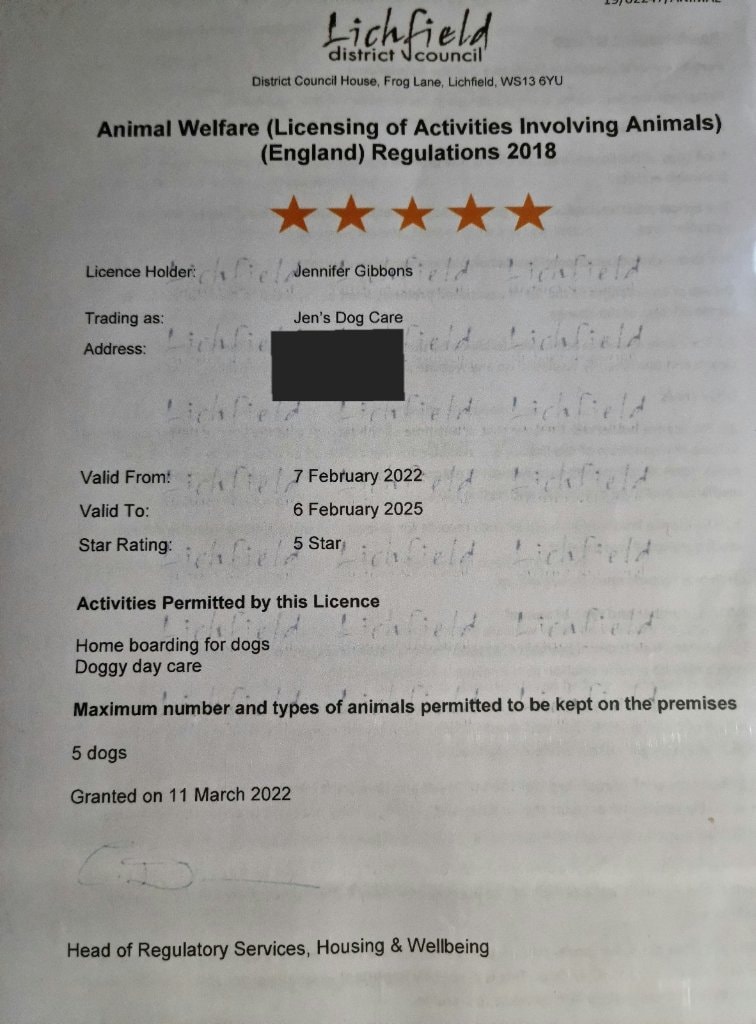 Lichfield
district council
District Council House, Frog Lane, Lichfield, WS13 6YU
Animal Welfare (Licensing of Activities Involving Animals)
(England) Regulations 2018
Licence Holder: Jennifer Gibbons
Trading as: Jen's Dog Care
Address:
Valid From: 7 February 2022
Valid To: 6 February 2025
Star Rating: 5 Star
Activities Permitted by this Licence
Home boarding for dogs
Doggy day care
Maximum number and types of animals permitted to be kept on the premises
5 dogs
Granted on 11 March 2022
Head of Regulatory Services, Housing & Wellbeing